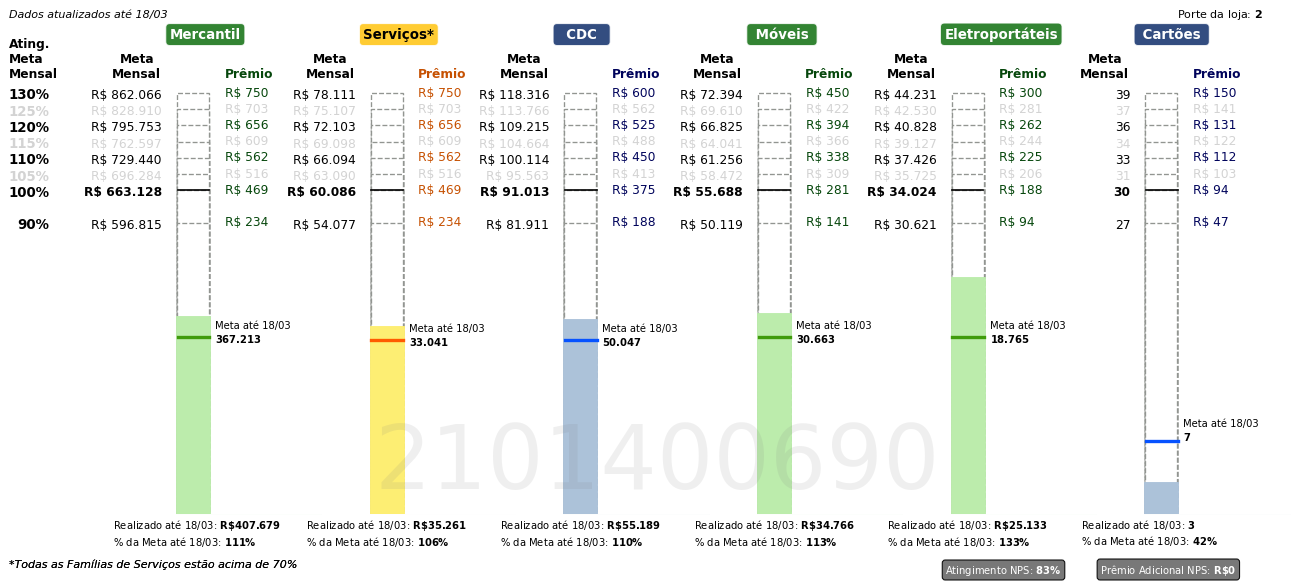 Dados atualizados até 18/03
Porte da loja: 2
Mercantil Serviços* CDC Móveis Eletroportáteis Cartões
Ating. Meta Mensal
Meta Mensal Prêmio Meta Mensal Prêmio Meta Mensal Prêmio Meta Mensal Prêmio Meta Mensal Prêmio Meta Mensal Prêmio
130% R$ 862.066 R$ 750 R$ 78.111 R$ 750 R$ 118.316 R$ 600 R$ 72.394 R$ 450 R$ 44.231 R$ 300 39 R$ 150
125% R$ 828.910 R$ 703 R$ 75.107 R$ 703 R$ 113.766 R$ 562 R$ 69.610 R$ 422 R$ 42.530 R$ 281 37 R$ 141
120% R$ 795.753 R$ 656 R$ 72.103 R$ 656 R$ 109.215 R$ 525 R$ 66.825 R$ 394 R$ 40.828 R$ 262 36 R$ 131
115% R$ 762.597 R$ 609 R$ 69.098 R$ 609 R$ 104.664 R$ 488 R$ 64.041 R$ 366 R$ 39.127 R$ 244 34 R$ 122
110% R$ 729.440 R$ 562 R$ 66.094 R$ 562 R$ 100.114 R$ 450 R$ 61.256 R$ 338 R$ 37.426 R$ 225 33 R$ 112
105% R$ 696.284 R$ 516 R$ 63.090 R$ 516 R$ 95.563 R$ 413 R$ 58.472 R$ 309 R$ 35.725 R$ 206 31 R$ 103
100% R$ 663.128 R$ 469 R$ 60.086 R$ 469 R$ 91.013 R$ 375 R$ 55.688 R$ 281 R$ 34.024 R$ 188 30 R$ 94
90% R$ 596.815 R$ 234 R$ 54.077 R$ 234 R$ 81.911 R$ 188 R$ 50.119 R$ 141 R$ 30.621 R$ 94 27 R$ 47
Meta até 18/03 Meta até 18/03 Meta até 18/03 Meta até 18/03 Meta até 18/03
367.213 33.041 50.047 30.663 18.765
Meta até 18/03
7
2101400690
Realizado até 18/03: R$407.679 Realizado até 18/03: R$35.261 Realizado até 18/03: R$55.189 Realizado até 18/03: R$34.766 Realizado até 18/03: R$25.133 Realizado até 18/03: 3
% da Meta até 18/03: 111% % da Meta até 18/03: 106% % da Meta até 18/03: 110% % da Meta até 18/03: 113% % da Meta até 18/03: 133% % da Meta até 18/03: 42%
*Todas as Famílias de Serviços estão acima de 70%
Atingimento NPS: 83% Prêmio Adicional NPS: R$0